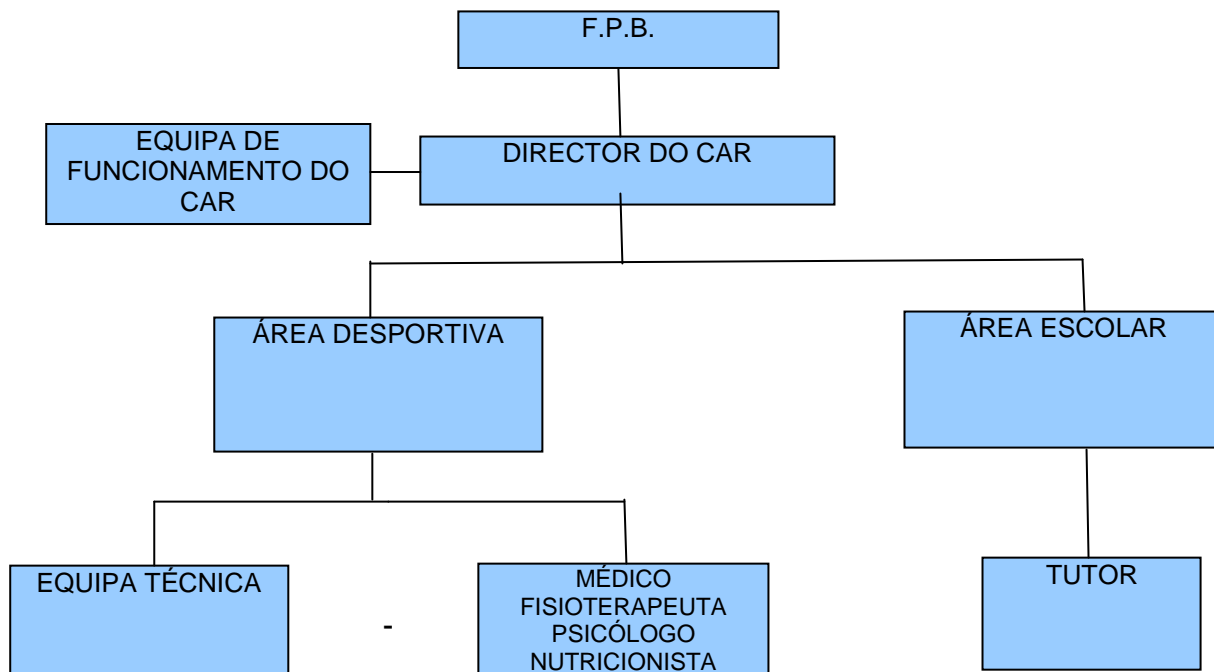 F.P.B.
EQUIPA DE
FUNCIONAMENTO DO
CAR
DIRECTOR DO CAR
ÁREA DESPORTIVA
ÁREA ESCOLAR
EQUIPA TÉCNICA
-
MÉDICO
FISIOTERAPEUTA
PSICÓLOGO
NUTRICIONISTA
TUTOR